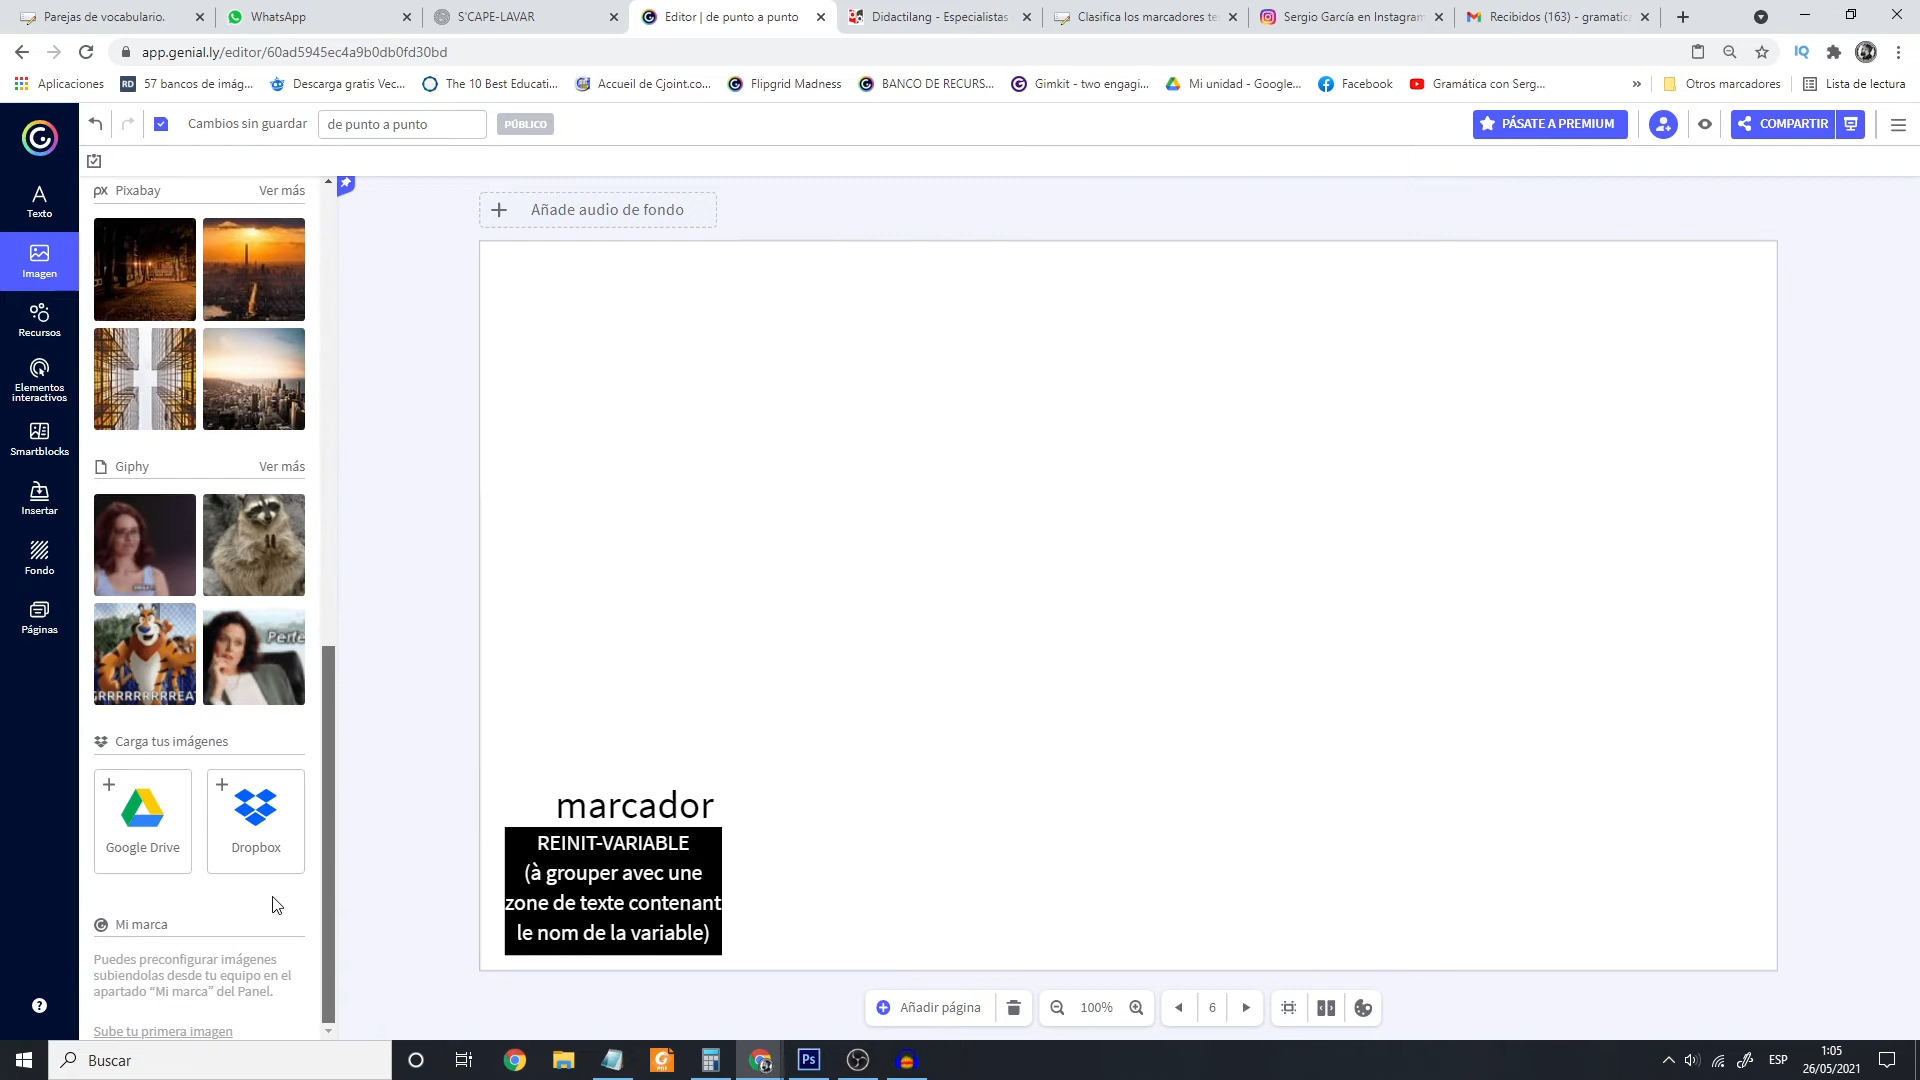 Parejas de vocabulario.
WhatsApp
S'CAPE-LAVAR
Editor | de punto a punto
Didactilang - Especialistas
Clasifica los marcadores te
Sergio García en Instagram
Recibidos (163) - gramatic
app.genial.ly/editor/60ad5945ec4a9b0db0fd30bd
Aplicaciones
57 bancos de imág...
Descarga gratis Vec...
The 10 Best Educati...
Accueil de Cjoint.co...
Flipgrid Madness
BANCO DE RECURS...
Gimkit - two engagi...
Mi unidad - Google...
Facebook
Gramática con Serg...
»
Otros marcadores
Lista de lectura
Cambios sin guardar
de punto a punto
PÚBLICO
PÁSATE A PREMIUM
COMPARTIR
Texto
Imagen
Recursos
Elementos
interactivos
Smartblocks
Insertar
Fondo
Páginas
Pixabay
Ver más
Giphy
Ver más
Perfe
GRRRRRRRREA
Carga tus imágenes
Google Drive
Dropbox
Mi marca
Puedes preconfigurar imágenes
subiendolas desde tu equipo en el
apartado “Mi marca” del Panel.
Sube tu primera imagen
Añade audio de fondo
marcador
REINIT-VARIABLE
(à grouper avec une
zone de texte contenant
le nom de la variable)
Añadir página
100%
6
Buscar
Ps
ESP
1:05
26/05/2021